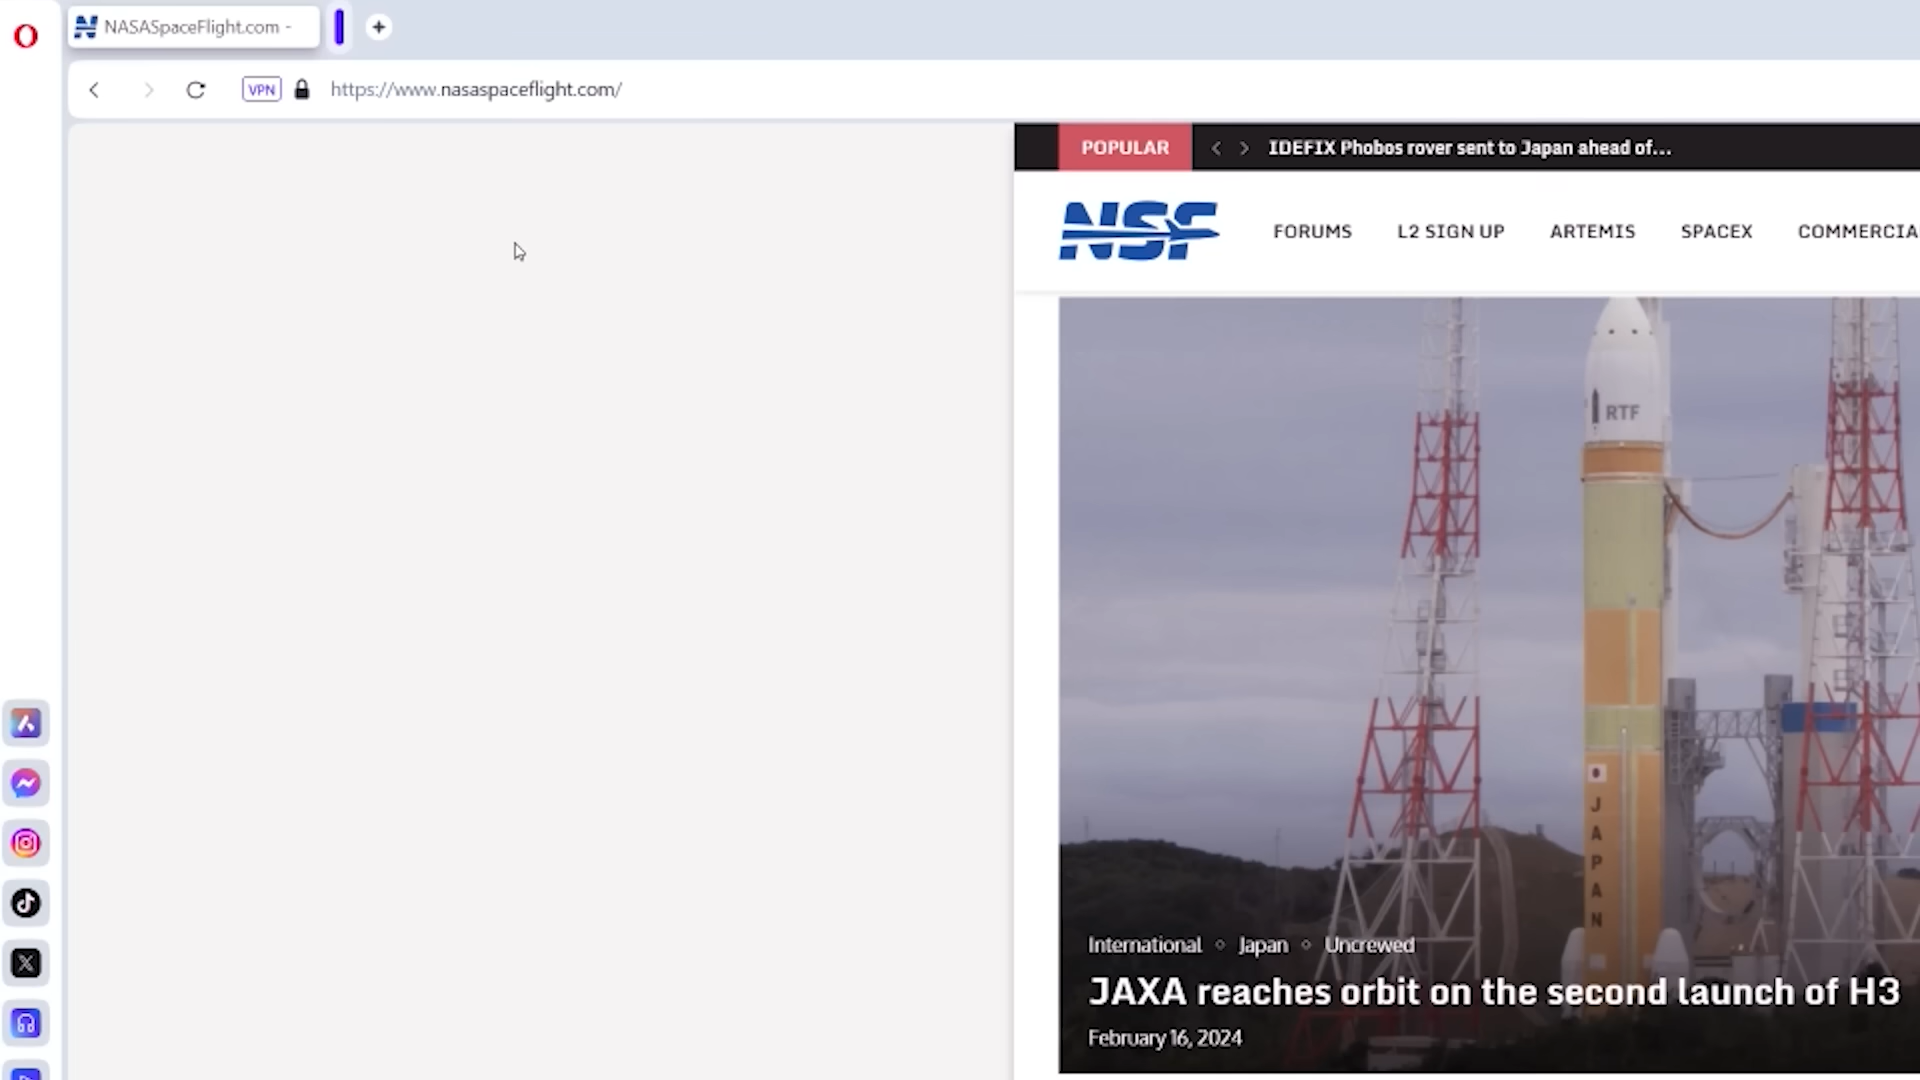 NASASpaceFlight.com -
VPN
https://www.nasaspaceflight.com/
POPULAR
IDEFIX Phobos rover sent to Japan ahead of...
NSF
FORUMS
L2 SIGN UP
ARTEMIS
SPACEX
COMMERCIA
RTF
JAPAN
International
Japan
Uncrewed
JAXA reaches orbit on the second launch of H3
February 16, 2024